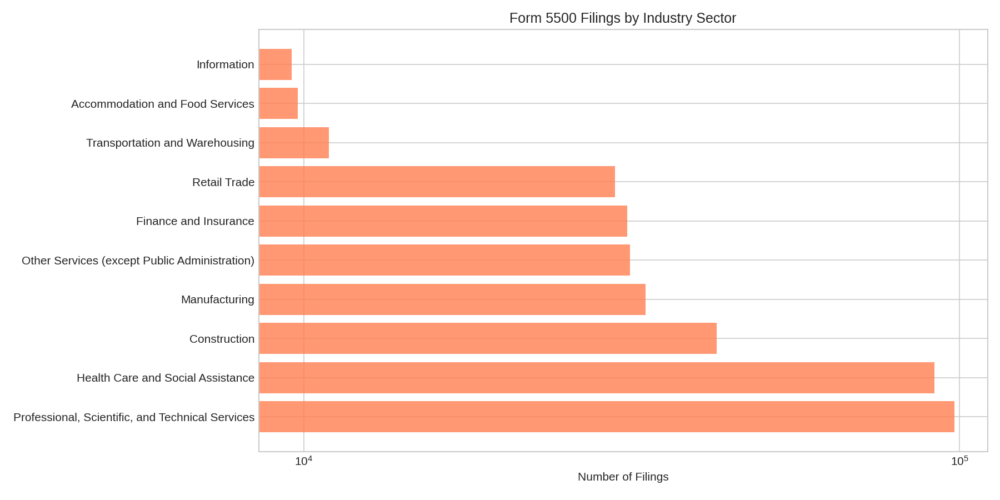 Form 5500 Filings by Industry Sector
Information
Accommodation and Food Services
Transportation and Warehousing
Retail Trade
Finance and Insurance
Other Services (except Public Administration)
Manufacturing
Construction
Health Care and Social Assistance
Professional, Scientific, and Technical Services
10⁴ 10⁵
Number of Filings